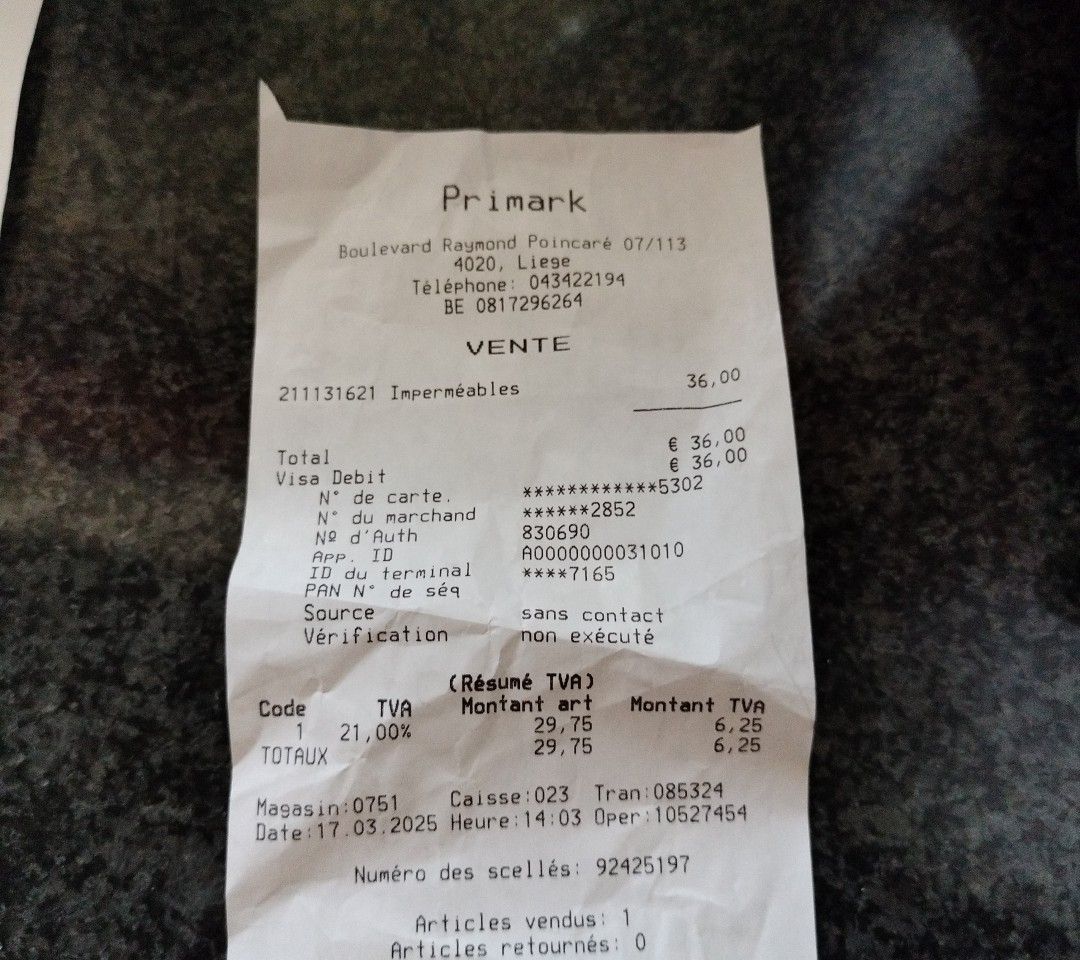 Primark
Boulevard Raymond Poincaré 07/113
4020, Liege
Téléphone: 043422194
BE 0817296264
VENTE
211131621 Imperméables 36,00
Total € 36,00
Visa Debit € 36,00
N° de carte. ************5302
N° du marchand ******2852
Nº d'Auth 830690
APP. ID A0000000031010
ID du terminal ****7165
PAN N° de séq
Source sans contact
Vérification non exécuté
(Résumé TVA)
Code TVA Montant art Montant TVA
1 21,00% 29,75 6,25
TOTAUX 29,75 6,25
Magasin:0751 Caisse:023 Tran:085324
Date:17.03.2025 Heure:14:03 Oper:10527454
Numéro des scellés: 92425197
Articles vendus: 1
Articles retournés: 0